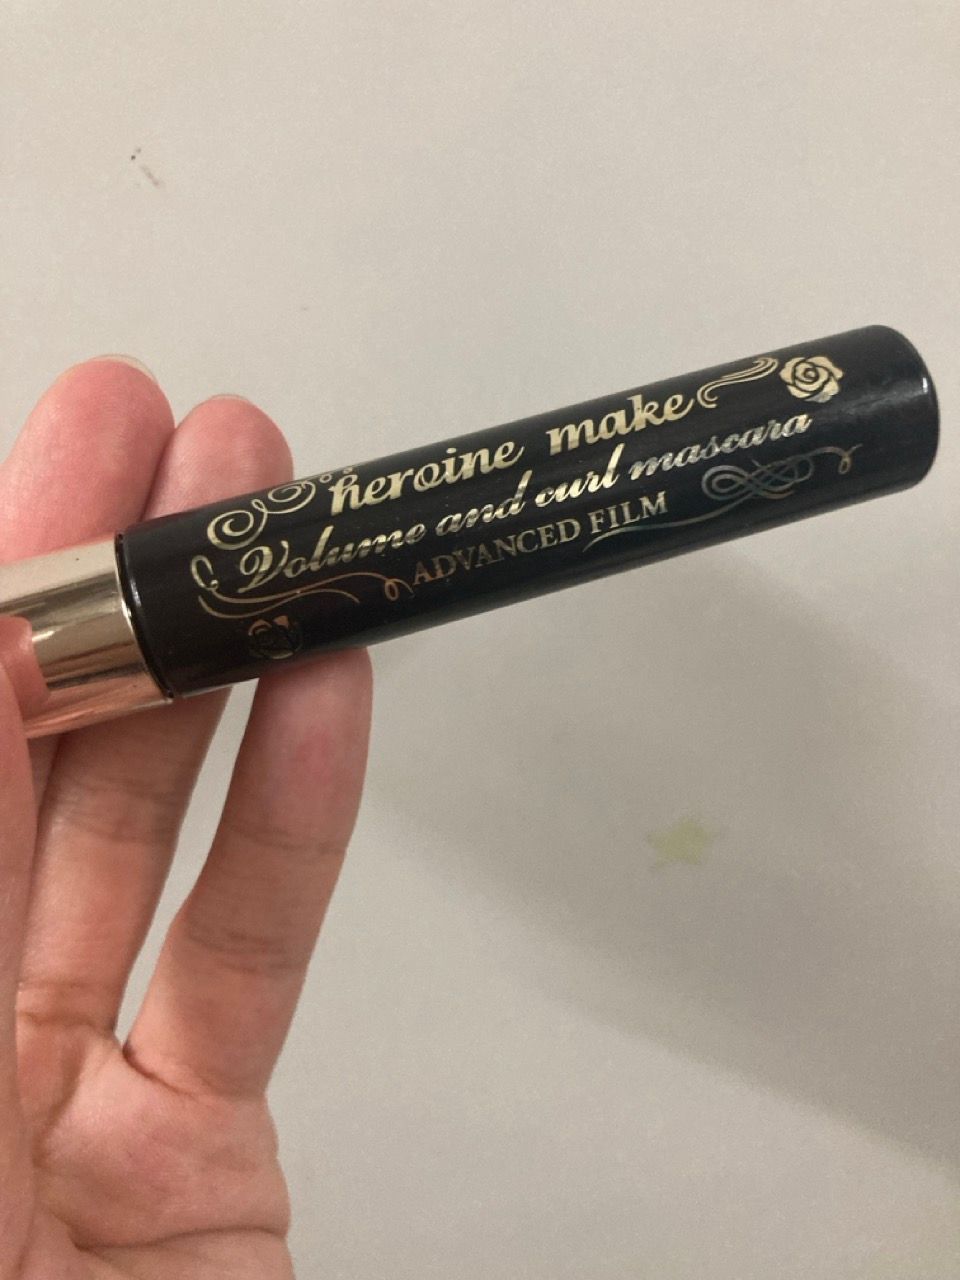 heroine make
Volume and curl mascara
ADVANCED FILM